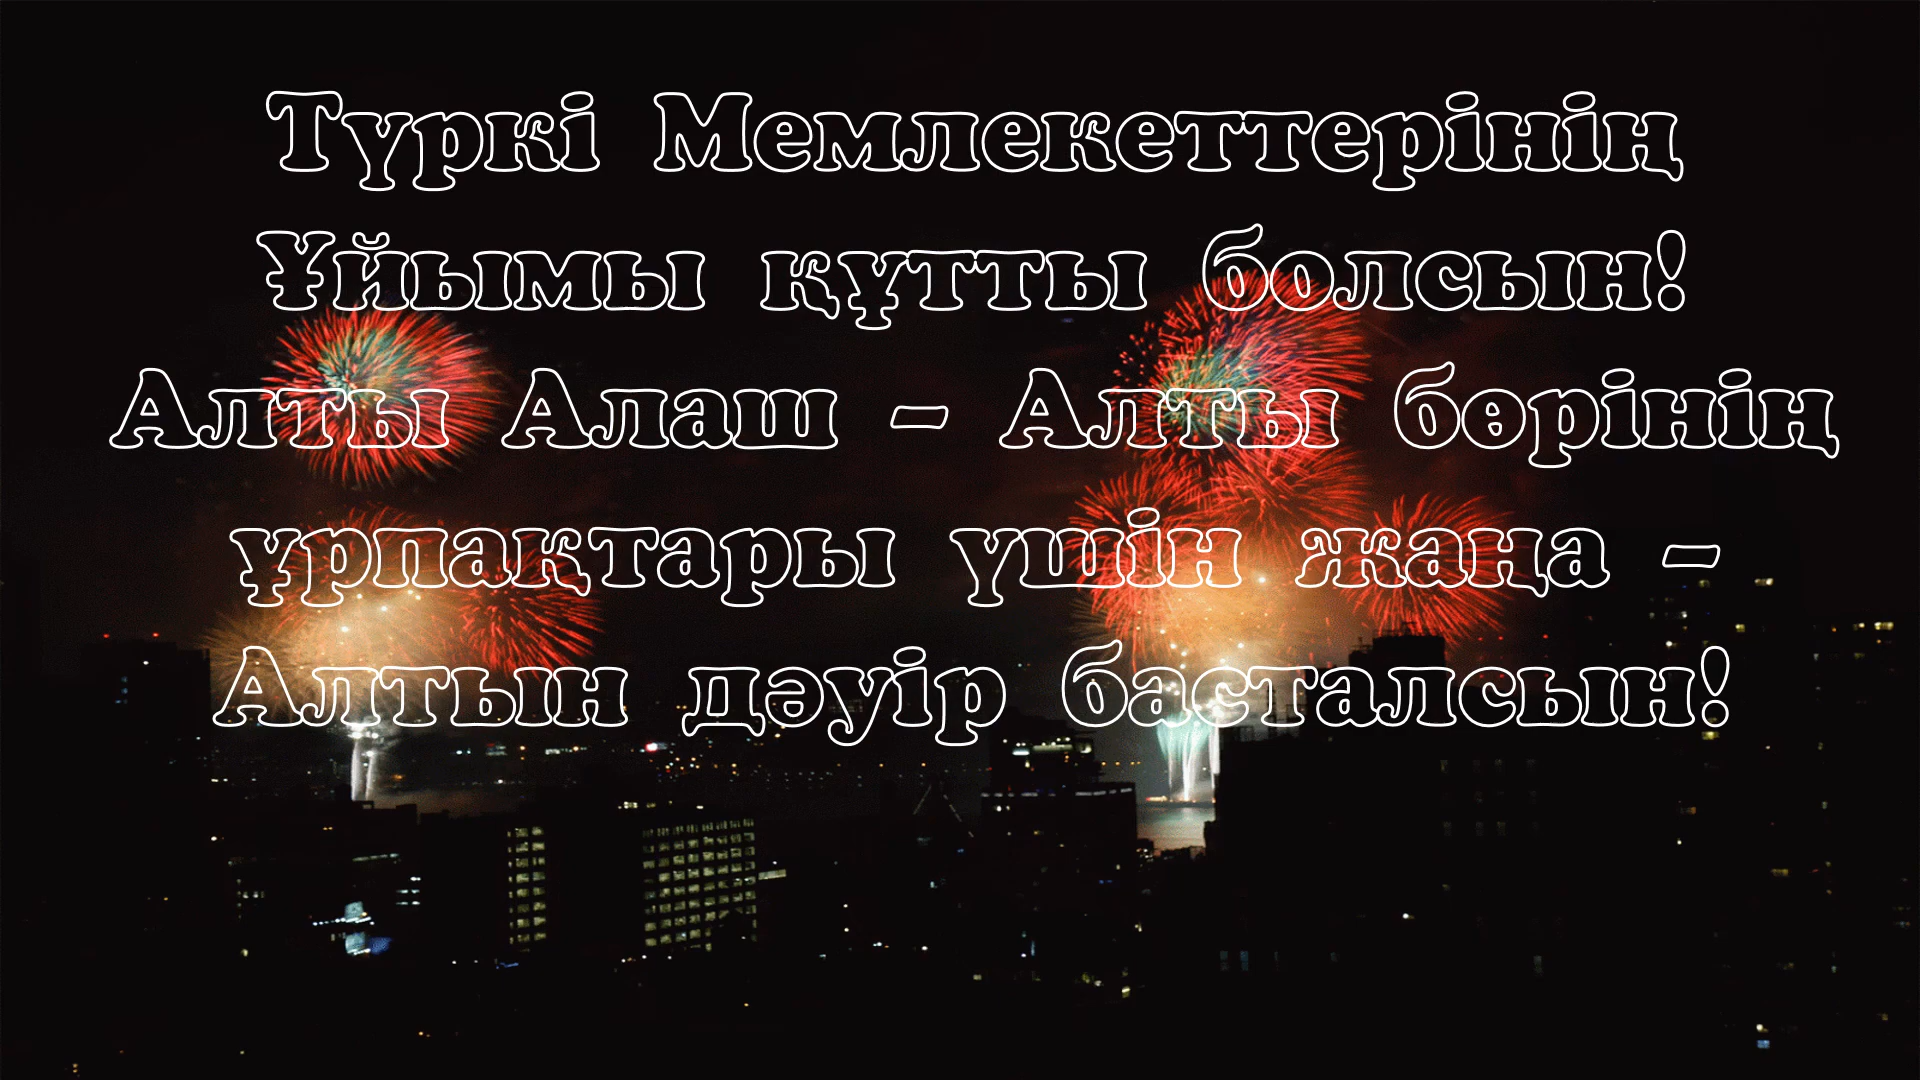 Түркі Мемлекеттерінің
Ұйымы құтты болсын!
Алты Алаш – Алты бөрінің
ұрпақтары үшін жаңа –
Алтын дәуір басталсын!